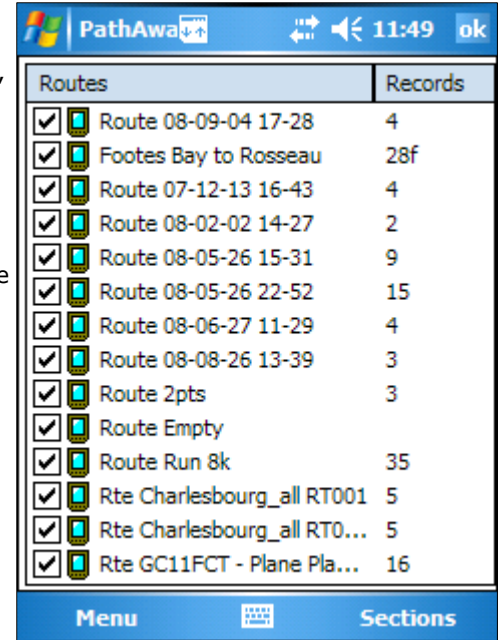 PathAwa 11:49 ok
Routes Records
Route 08-09-04 17-28 4
Footes Bay to Rosseau 28f
Route 07-12-13 16-43 4
Route 08-02-02 14-27 2
Route 08-05-26 15-31 9
Route 08-05-26 22-52 15
Route 08-06-27 11-29 4
Route 08-08-26 13-39 3
Route 2pts 3
Route Empty
Route Run 8k 35
Rte Charlesbourg_all RT001 5
Rte Charlesbourg_all RT0... 5
Rte GC11FCT - Plane Pla... 16
Menu Sections